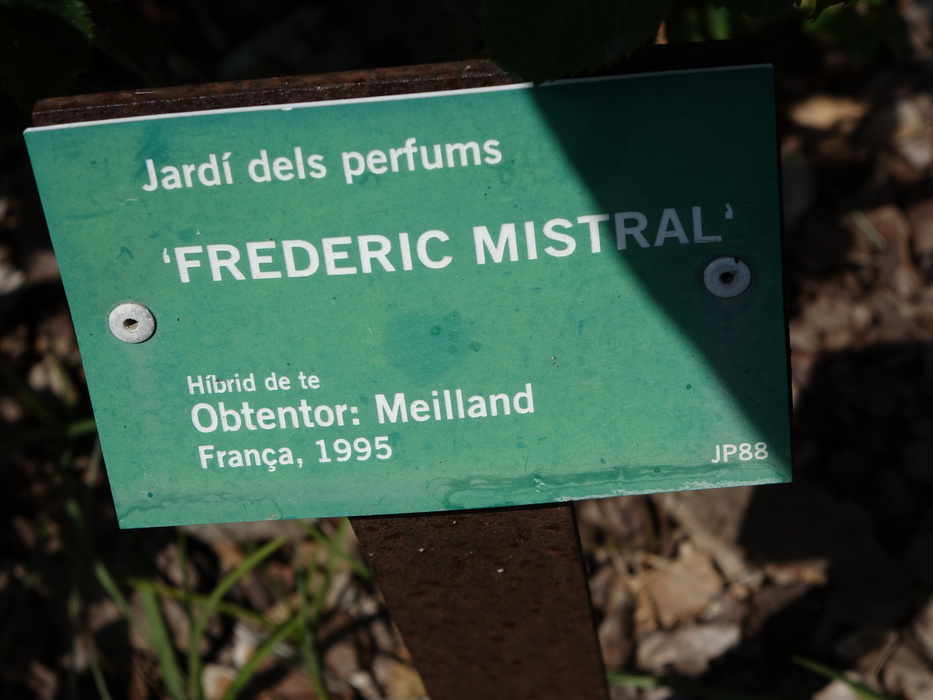 Jardí dels perfums
‘FREDERIC MISTRAL’
Híbrid de te
Obtentor: Meilland
França, 1995
JP88